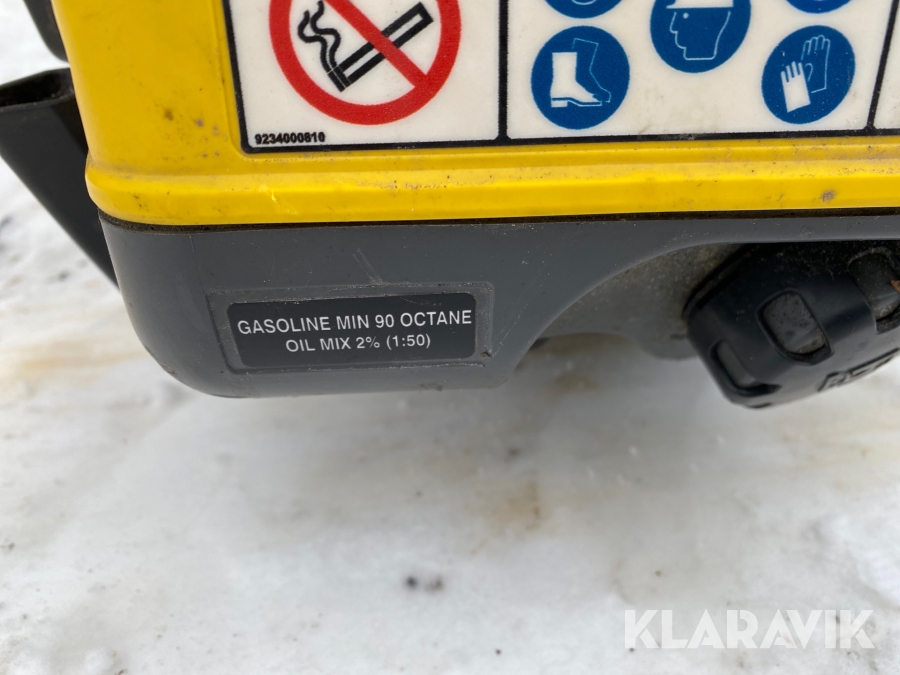 9234000810
GASOLINE MIN 90 OCTANE
OIL MIX 2% (1:50)
KLARAVIK